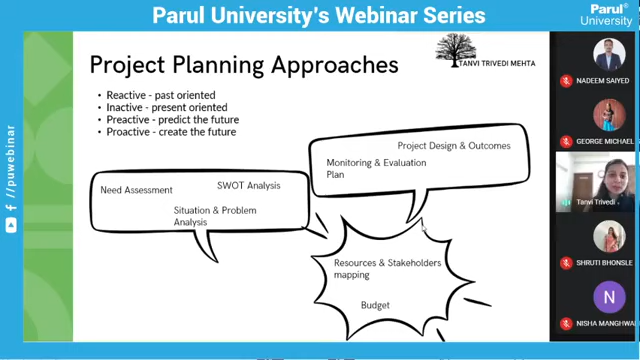 Parul University's Webinar Series
Parul®
University
/puwebinar
f
TANVI TRIVEDI MEHTA
Project Planning Approaches
• Reactive - past oriented
• Inactive - present oriented
• Preactive - predict the future
• Proactive - create the future
Project Design & Outcomes
Monitoring & Evaluation
Plan
SWOT Analysis
Need Assessment
Situation & Problem
Analysis
Resources & Stakeholders
mapping
Budget
NADEEM SAIYED
GEORGE MICHAEL
Tanvi Trivedi
SHRUTI BHONSLE
N
NISHA MANGHWAN